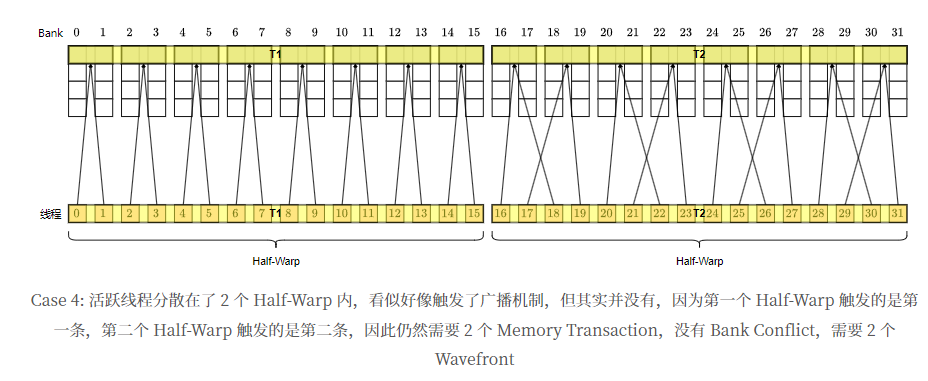 Bank 0 1 2 3 4 5 6 7 8 9 10 11 12 13 14 15 16 17 18 19 20 21 22 23 24 25 26 27 28 29 30 31
T1 T2
线程 0 1 2 3 4 5 6 7 T1 8 9 10 11 12 13 14 15 16 17 18 19 20 21 22 23 T2 24 25 26 27 28 29 30 31
Half-Warp Half-Warp
Case 4: 活跃线程分散在了 2 个 Half-Warp 内，看似好像触发了广播机制，但其实并没有，因为第一个 Half-Warp 触发的是第
一条，第二个 Half-Warp 触发的是第二条，因此仍然需要 2 个 Memory Transaction，没有 Bank Conflict，需要 2 个
Wavefront